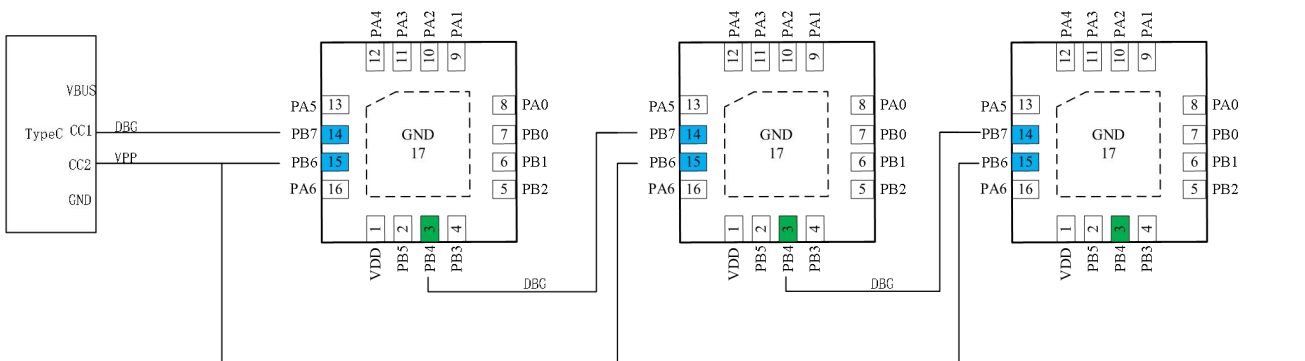 VBUS
TypeC CC1
CC2
GND
DBG
VPP
PA4 PA3 PA2 PA1
12 11 10 9
PA5 13
PB7 14
PB6 15
PA6 16
GND
17
8 PA0
7 PB0
6 PB1
5 PB2
1 2 3 4
VDD PB5 PB4 PB3
DBG
PA4 PA3 PA2 PA1
12 11 10 9
PA5 13
PB7 14
PB6 15
PA6 16
GND
17
8 PA0
7 PB0
6 PB1
5 PB2
1 2 3 4
VDD PB5 PB4 PB3
DBG
PA4 PA3 PA2 PA1
12 11 10 9
PA5 13
PB7 14
PB6 15
PA6 16
GND
17
8 PA0
7 PB0
6 PB1
5 PB2
1 2 3 4
VDD PB5 PB4 PB3